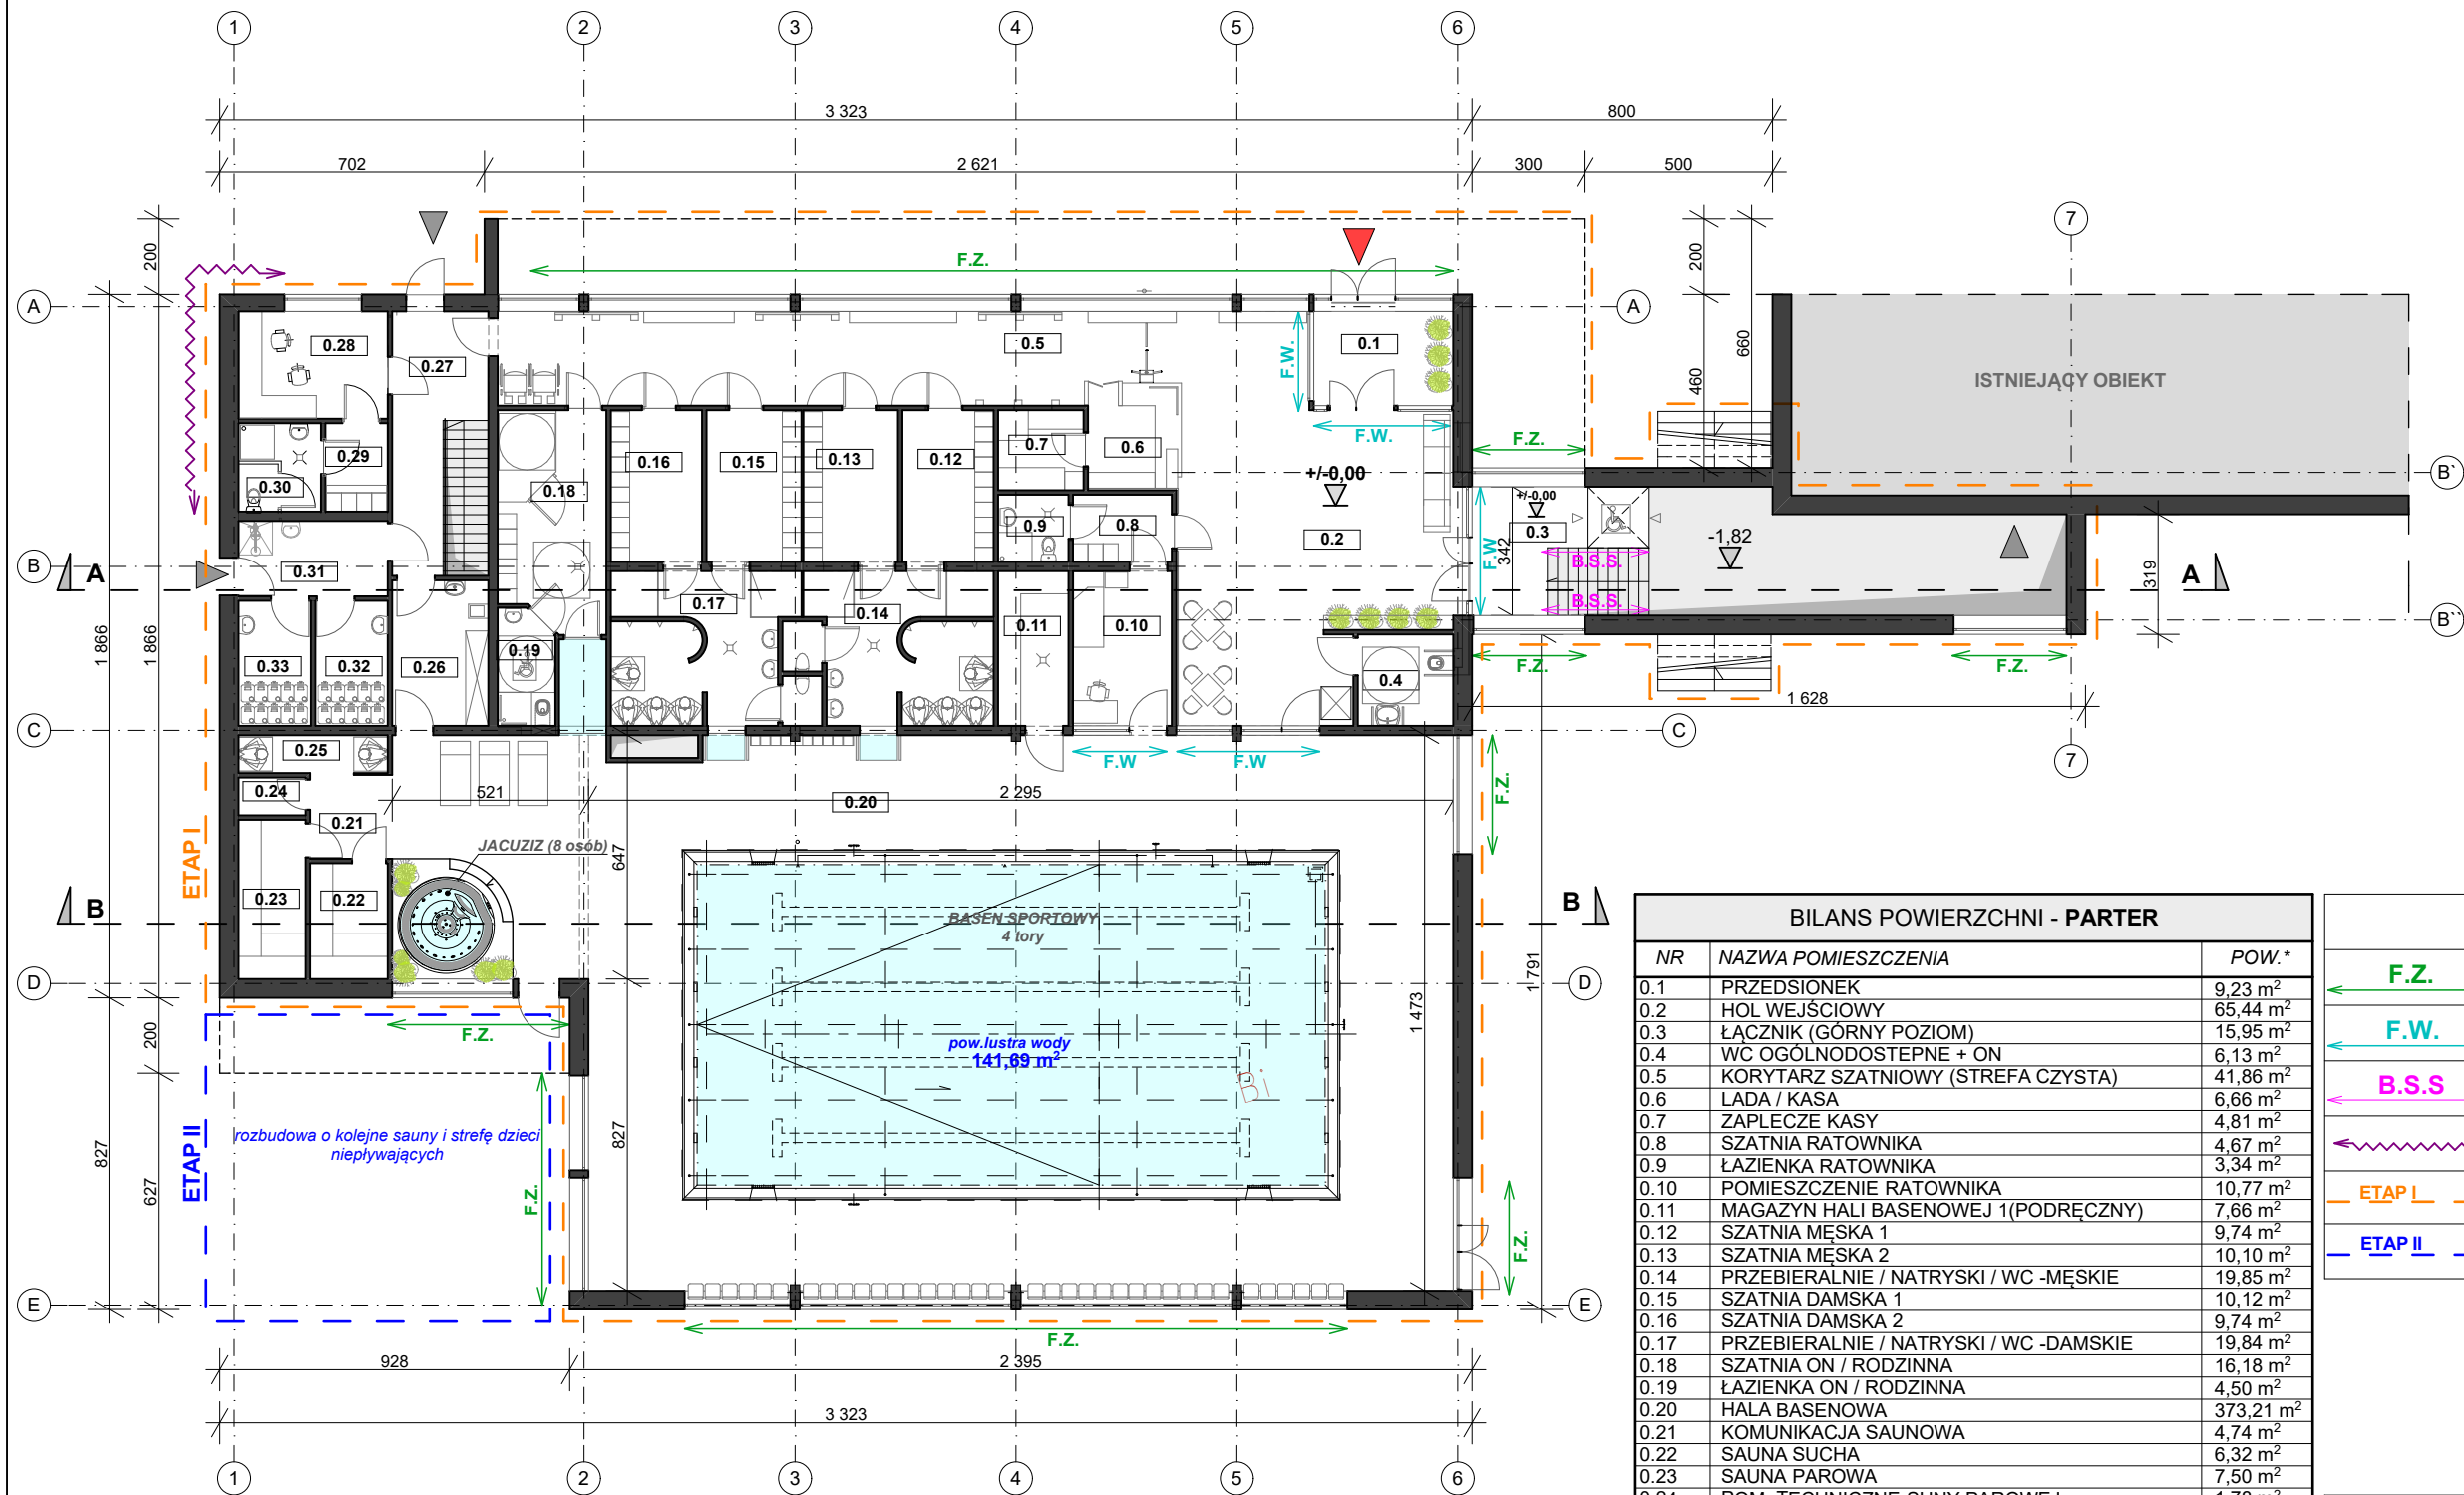 1 2 3 4 5 6
3 323 800
702 2 621 300 500
7
200 200 660
F.Z.
A A
0.28 0.27 0.5 0.1 F.W. 460
ISTNIEJĄCY OBIEKT
F.W.
F.Z.
0.29 0.30 0.18 0.16 0.15 0.13 0.12 0.7 0.6
+/-0,00
B`
+/-0,00
0.9 0.8 0.2 0.3
F.W 342
-1,82
B A 0.31
B.S.S.
319 A
B.S.S.
0.17 0.14 0.11 0.10
B``
1 866 1 866
0.33 0.32 0.26 0.19 0.4
F.Z. F.Z.
1 628
C C
0.25
F.W F.W
7
0.24 521 0.20 2 295
F.Z.
0.21
JACUZIZ (8 osób)
647
ETAP I
0.23 0.22
B B
BASEN SPORTOWY
4 tory
D D
1 791
1 473
200
F.Z.
pow.lustra wody
141,69 m²
Bi
ETAP II
rozbudowa o kolejne sauny i strefę dzieci
niepływających
827 627 827
F.Z. F.Z.
E E
F.Z.
928 2 395
3 323
1 2 3 4 5 6
BILANS POWIERZCHNI - PARTER
NR NAZWA POMIESZCZENIA POW.*
0.1 PRZEDSIONEK 9,23 m²
0.2 HOL WEJŚCIOWY 65,44 m²
0.3 ŁĄCZNIK (GÓRNY POZIOM) 15,95 m²
0.4 WC OGÓLNODOSTEPNE + ON 6,13 m²
0.5 KORYTARZ SZATNIOWY (STREFA CZYSTA) 41,86 m²
0.6 LADA / KASA 6,66 m²
0.7 ZAPLECZE KASY 4,81 m²
0.8 SZATNIA RATOWNIKA 4,67 m²
0.9 ŁAZIENKA RATOWNIKA 3,34 m²
0.10 POMIESZCZENIE RATOWNIKA 10,77 m²
0.11 MAGAZYN HALI BASENOWEJ 1(PODRĘCZNY) 7,66 m²
0.12 SZATNIA MĘSKA 1 9,74 m²
0.13 SZATNIA MĘSKA 2 10,10 m²
0.14 PRZEBIERALNIE / NATRYSKI / WC -MĘSKIE 19,85 m²
0.15 SZATNIA DAMSKA 1 10,12 m²
0.16 SZATNIA DAMSKA 2 9,74 m²
0.17 PRZEBIERALNIE / NATRYSKI / WC -DAMSKIE 19,84 m²
0.18 SZATNIA ON / RODZINNA 16,18 m²
0.19 ŁAZIENKA ON / RODZINNA 4,50 m²
0.20 HALA BASENOWA 373,21 m²
0.21 KOMUNIKACJA SAUNOWA 4,74 m²
0.22 SAUNA SUCHA 6,32 m²
0.23 SAUNA PAROWA 7,50 m²
F.Z.
F.W.
B.S.S
ETAP I
ETAP II